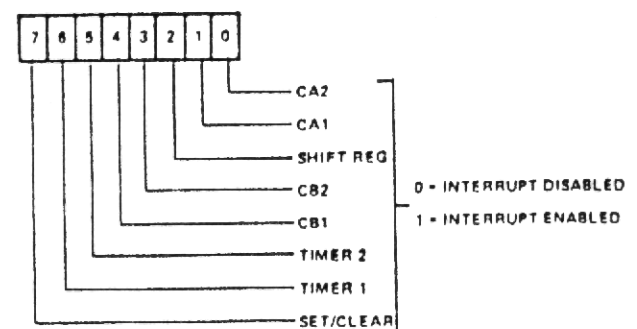 7 6 5 4 3 2 1 0
CA2
CA1
SHIFT REG
CB2
CB1
TIMER 2
TIMER 1
SET/CLEAR
0 = INTERRUPT DISABLED
1 = INTERRUPT ENABLED